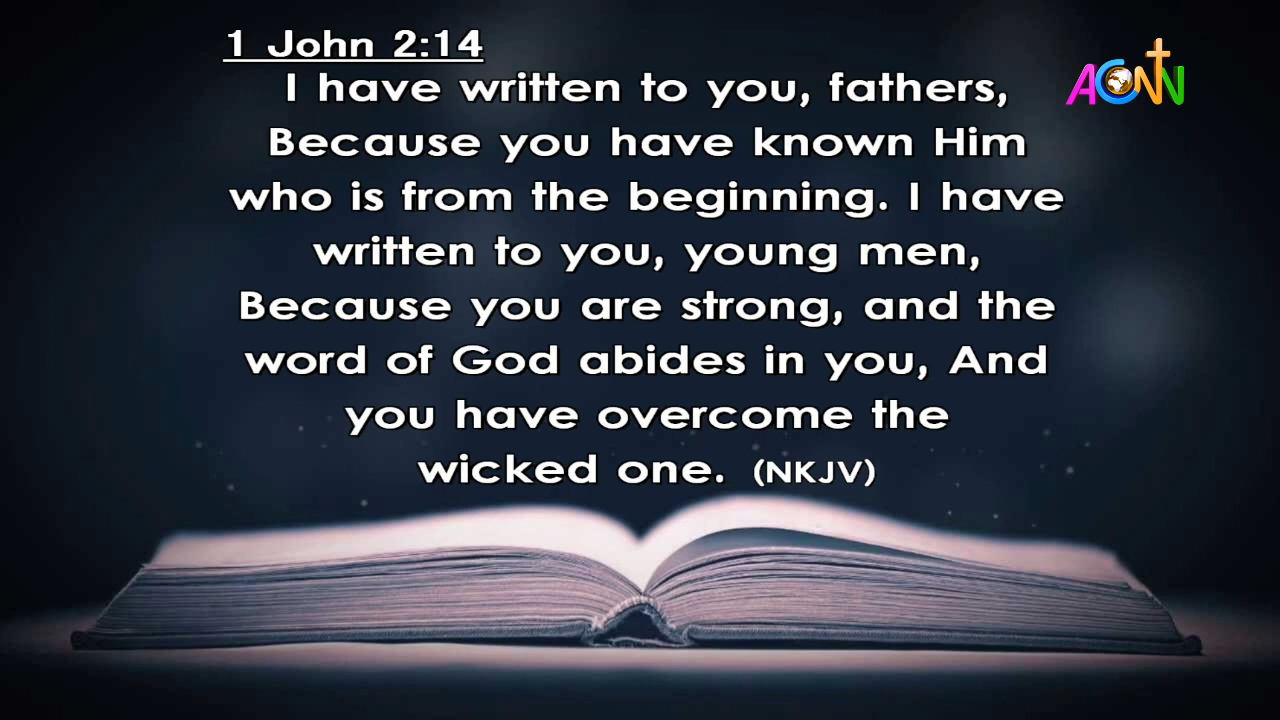 1 John 2:14
ACNN
I have written to you, fathers,
Because you have known Him
who is from the beginning. I have
written to you, young men,
Because you are strong, and the
word of God abides in you, And
you have overcome the
wicked one. (NKJV)